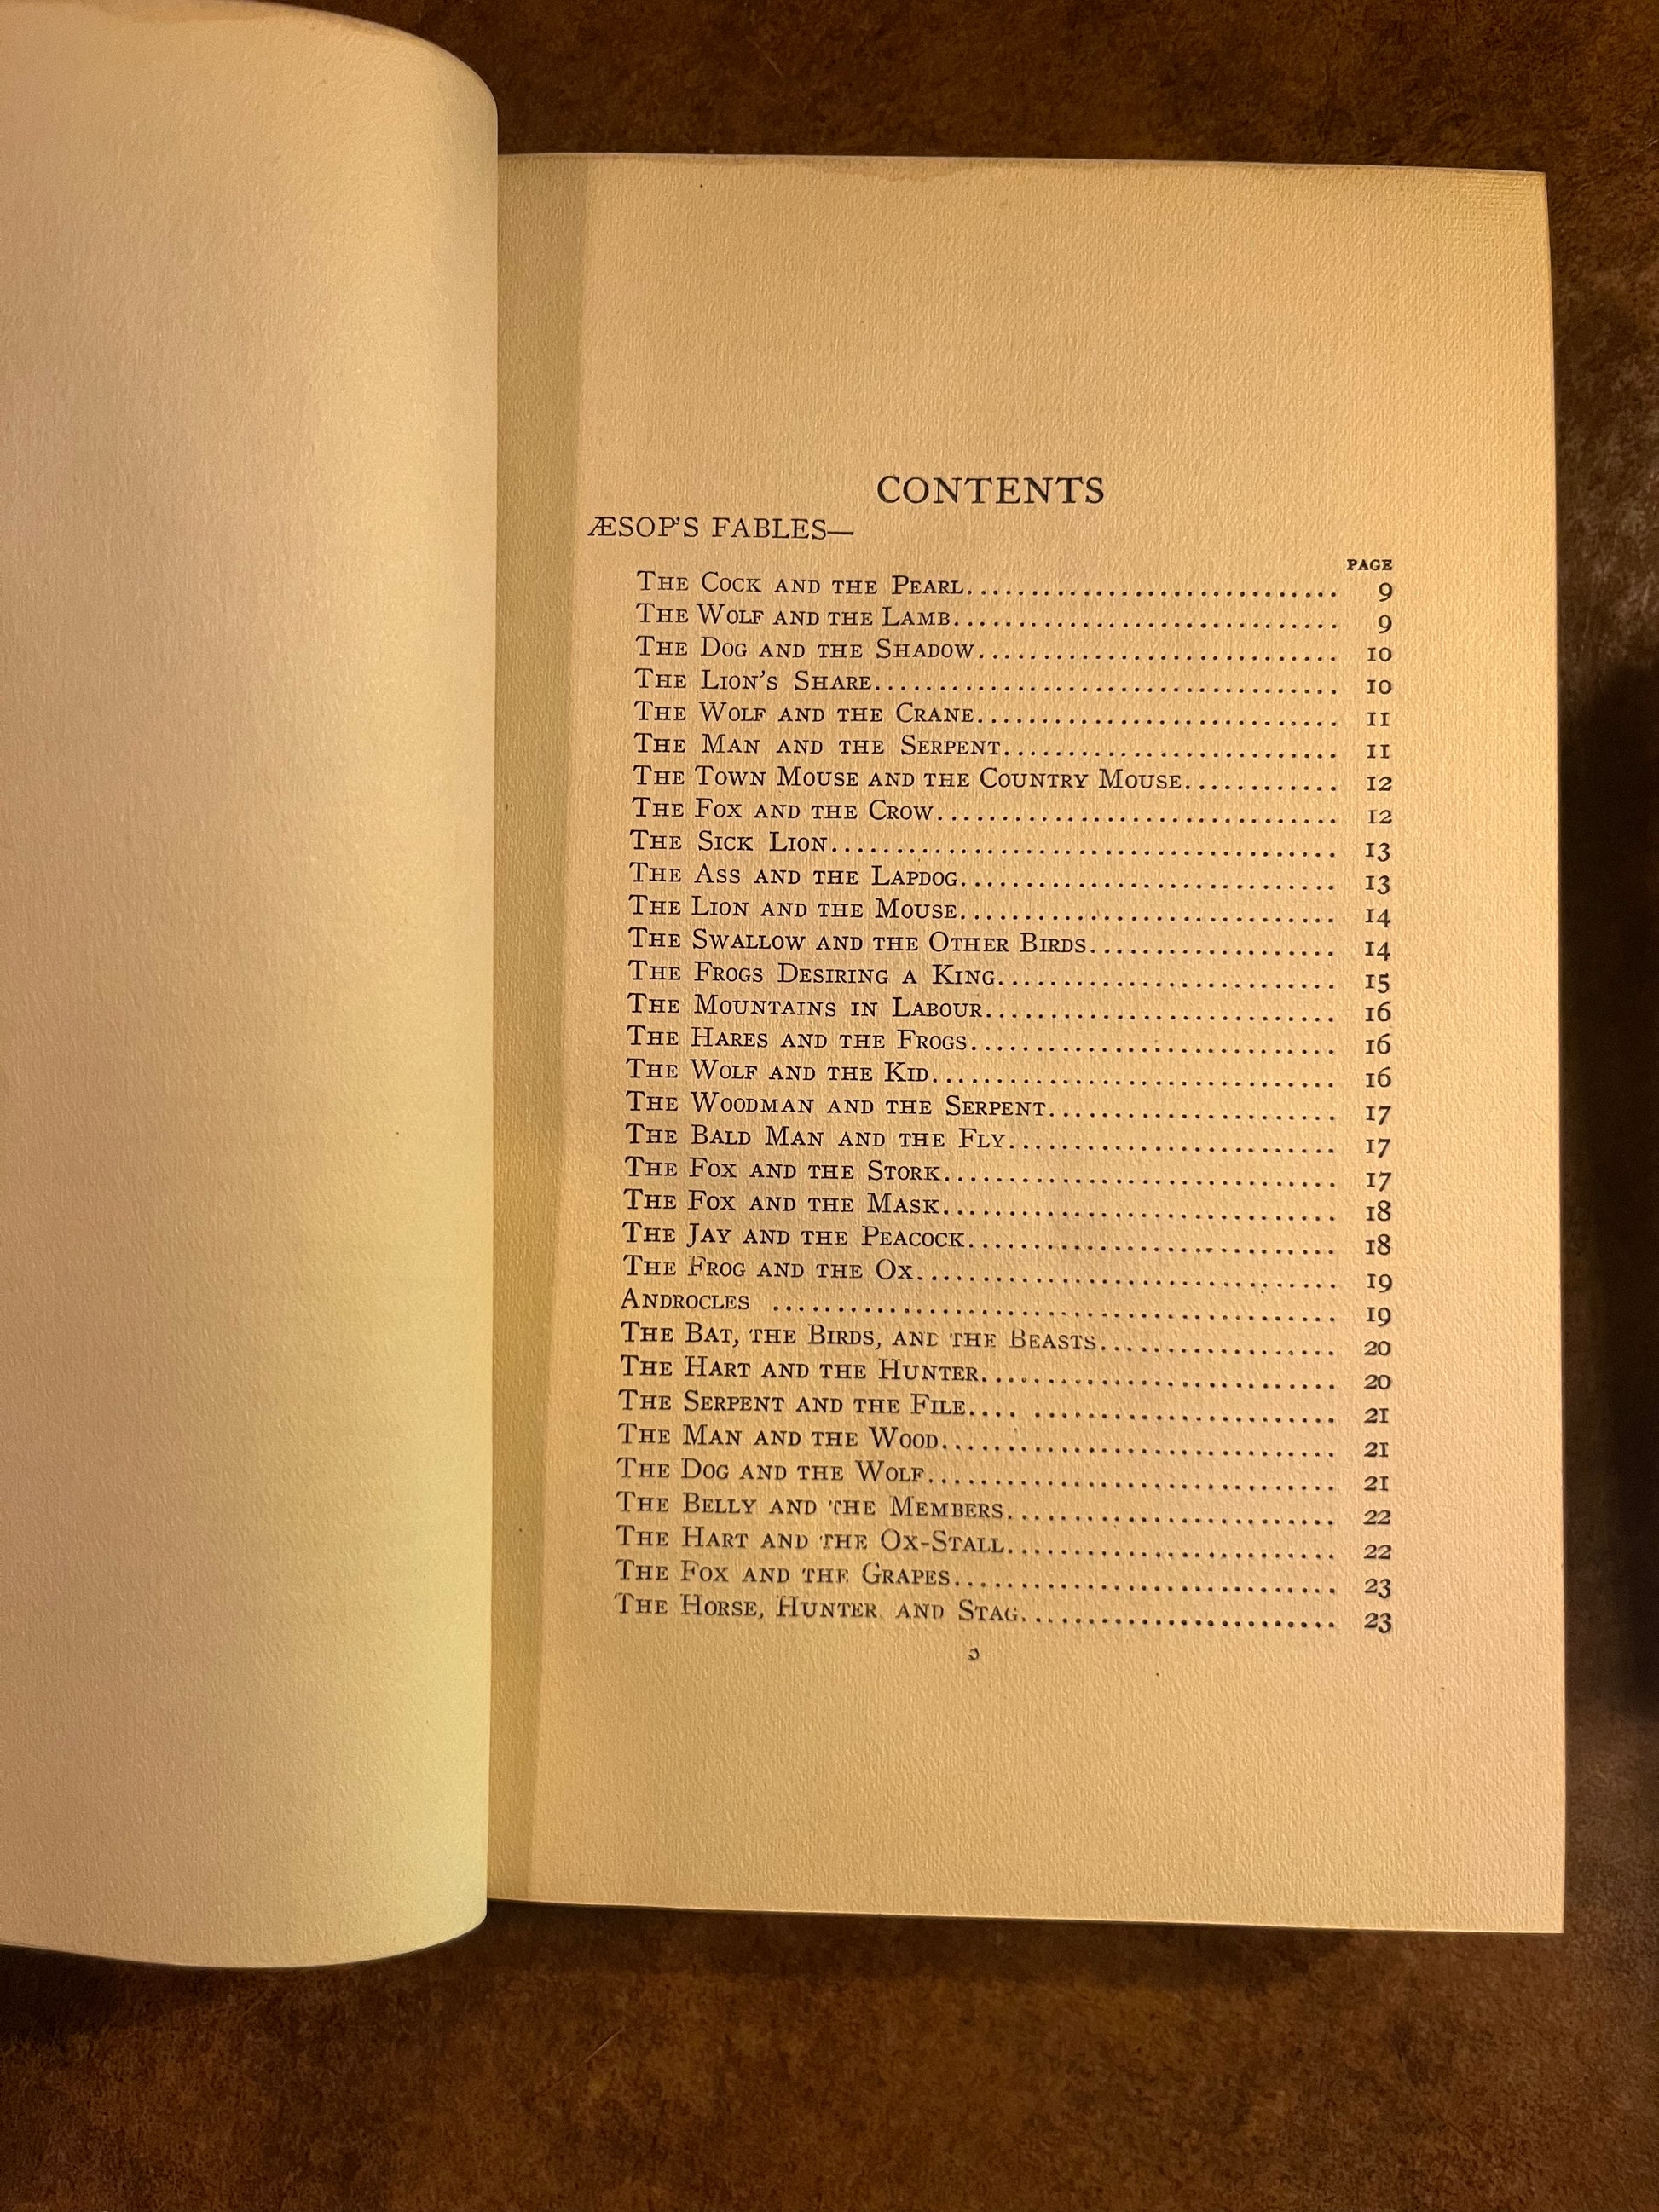 CONTENTS
ÆSOP'S FABLES—
PAGE
The Cock and the Pearl.............................. 9
The Wolf and the Lamb.............................. 9
The Dog and the Shadow............................. 10
The Lion's Share.................................... 10
The Wolf and the Crane............................. 11
The Man and the Serpent........................... 11
The Town Mouse and the Country Mouse............ 12
The Fox and the Crow................................ 12
The Sick Lion........................................ 13
The Ass and the Lapdog.............................. 13
The Lion and the Mouse.............................. 14
The Swallow and the Other Birds.................... 14
The Frogs Desiring a King........................... 15
The Mountains in Labour............................ 16
The Hares and the Frogs............................. 16
The Wolf and the Kid................................ 16
The Woodman and the Serpent....................... 17
The Bald Man and the Fly........................... 17
The Fox and the Stork............................... 17
The Fox and the Mask............................... 18
The Jay and the Peacock............................. 18
The Frog and the Ox................................. 19
Androcles ............................................ 19
The Bat, the Birds, and the Beasts................... 20
The Hart and the Hunter............................ 20
The Serpent and the File.... ........................ 21
The Man and the Wood............................... 21
The Dog and the Wolf................................ 21
The Belly and the Members.......................... 22
The Hart and the Ox-Stall.......................... 22
The Fox and the Grapes.............................. 23
The Horse, Hunter, and Stag......................... 23